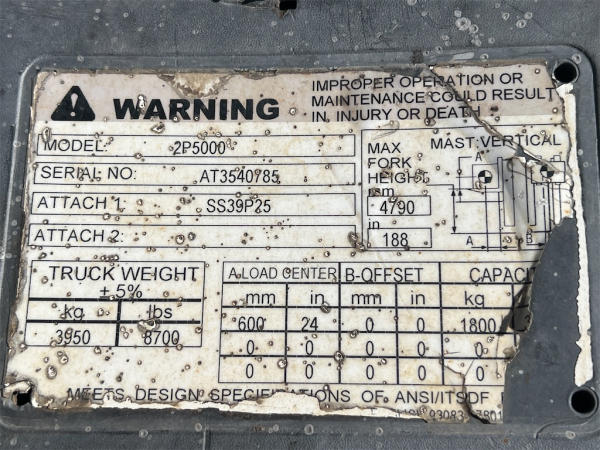 WARNING
IMPROPER OPERATION OR
MAINTENANCE COULD RESULT
IN INJURY OR DEATH
MODEL: 2P5000
SERIAL NO: AT3540785
ATTACH 1: SS39P25
ATTACH 2:
MAX
FORK
HEIGHT
mm
4790
in
188
MAST VERTICAL
A
A B
TRUCK WEIGHT
± 5%
kg lbs
3950 8700
A-LOAD CENTER B-OFFSET
mm in mm in kg
600 24 0 0 1800
0 0 0 0 0
0 0 0 0 0
MEETS DESIGN SPECIFICATIONS OF ANSI/ITSDF